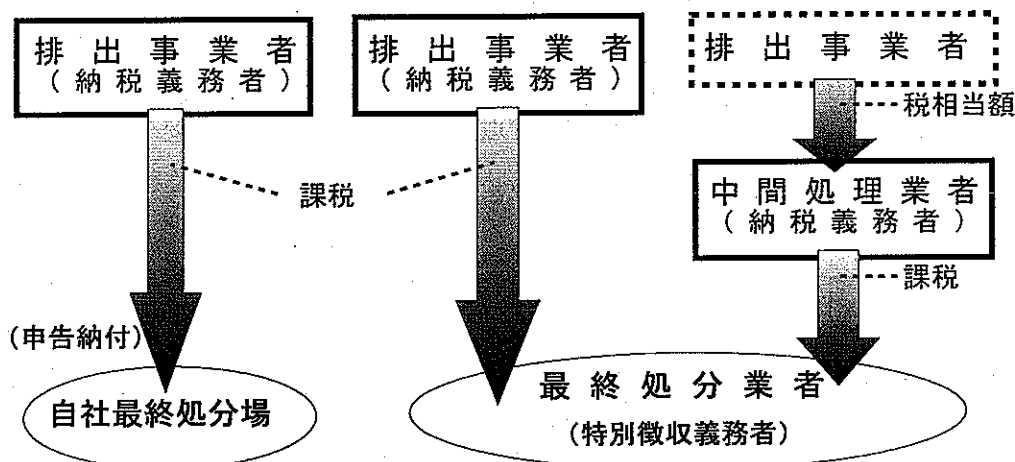 排出事業者
(納税義務者)
排出事業者
(納税義務者)
排出事業者
税相当額
中間処理業者
(納税義務者)
課税
課税
(申告納付)
自社最終処分場
最終処分業者
(特別徴収義務者)